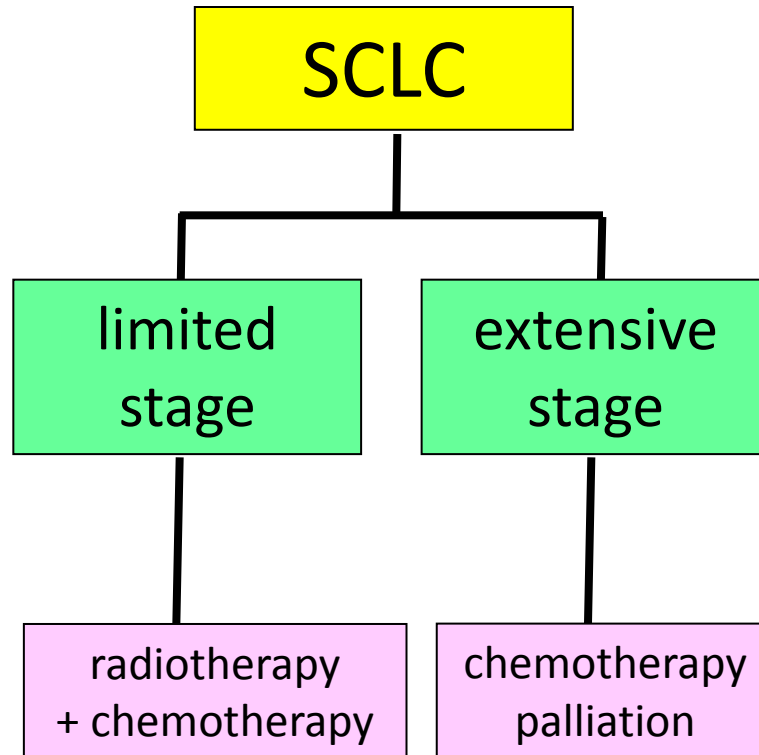 SCLC
limited
stage
extensive
stage
radiotherapy
+ chemotherapy
chemotherapy
palliation